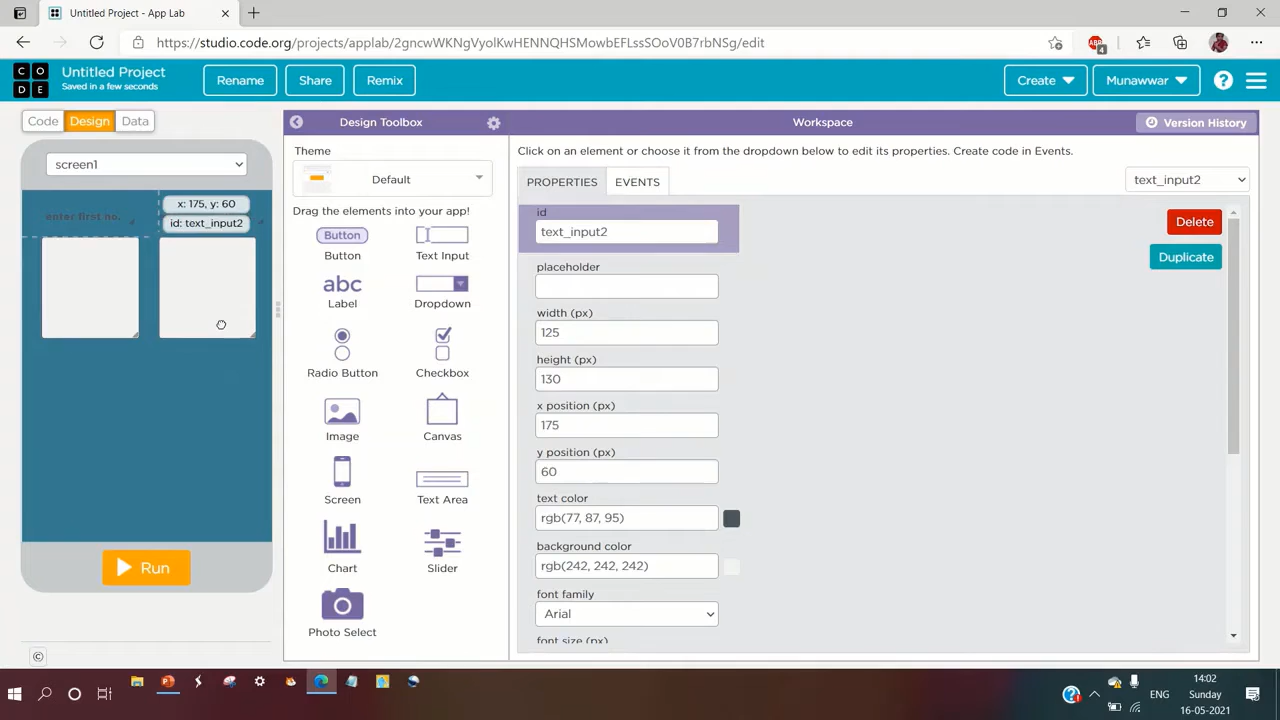 Untitled Project - App Lab
https://studio.code.org/projects/applab/2gncwWKNgVyolKwHENNQHSMowbEFLssSOoV0B7rbNSg/edit
ABP
4
CODE
Untitled Project
Saved in a few seconds
Rename
Share
Remix
Create
Munawwar
?
Code
Design
Data
Design Toolbox
Workspace
Version History
screen1
Theme
Default
Click on an element or choose it from the dropdown below to edit its properties. Create code in Events.
PROPERTIES
EVENTS
text_input2
x: 175, y: 60
id: text_input2
enter first no.
Drag the elements into your app!
Button
Button
Text Input
abc
Label
Dropdown
Radio Button
Checkbox
Image
Canvas
Screen
Text Area
Chart
Slider
Photo Select
id
text_input2
Delete
Duplicate
placeholder
width (px)
125
height (px)
130
x position (px)
175
y position (px)
60
text color
rgb(77, 87, 95)
background color
rgb(242, 242, 242)
font family
Arial
font size (px)
Run
©
ENG
14:02
Sunday
16-05-2021